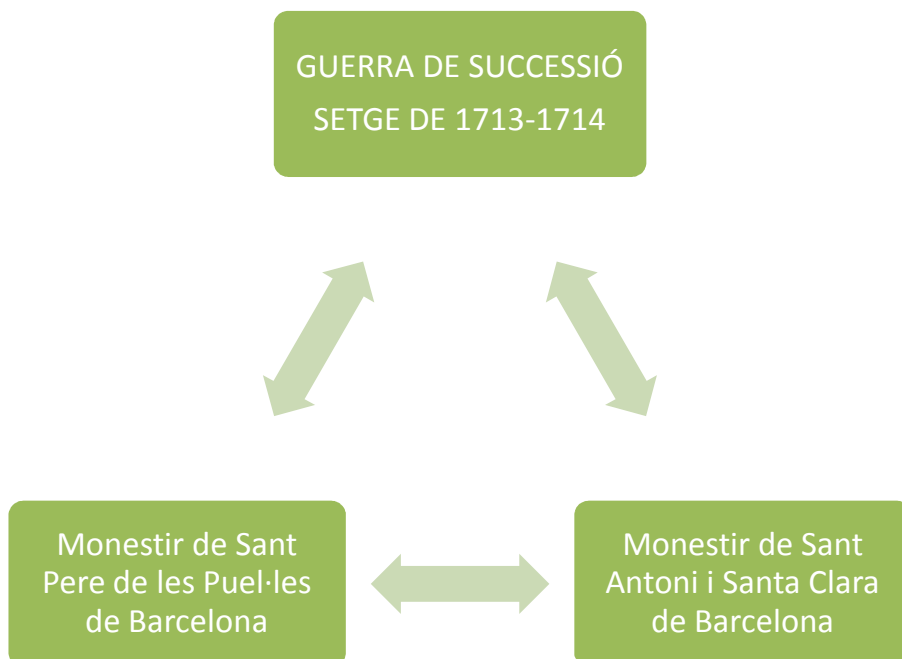 GUERRA DE SUCCESSIÓ
SETGE DE 1713-1714
Monestir de Sant
Pere de les Puel·les
de Barcelona
Monestir de Sant
Antoni i Santa Clara
de Barcelona